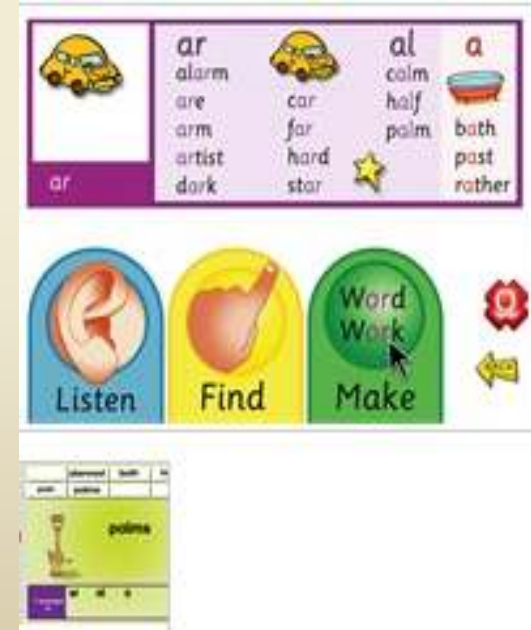 ar al a
alarm calm
are car half
arm far palm bath
artist hard past
ar dark star rather
Word
Work
Listen Find Make
palms